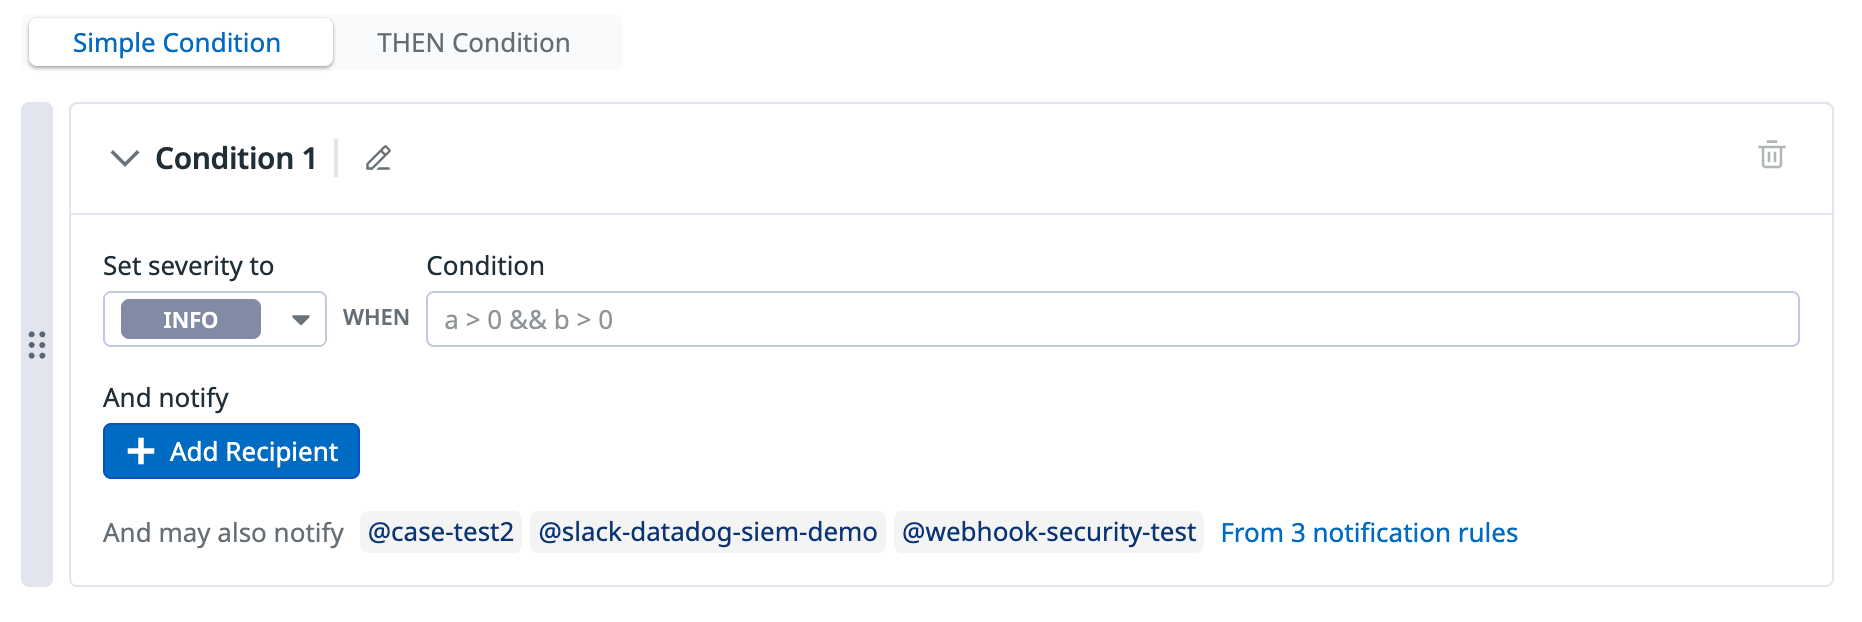 Simple Condition THEN Condition
Condition 1
Set severity to Condition
INFO WHEN a > 0 && b > 0
And notify
Add Recipient
And may also notify @case-test2 @slack-datadog-siem-demo @webhook-security-test From 3 notification rules